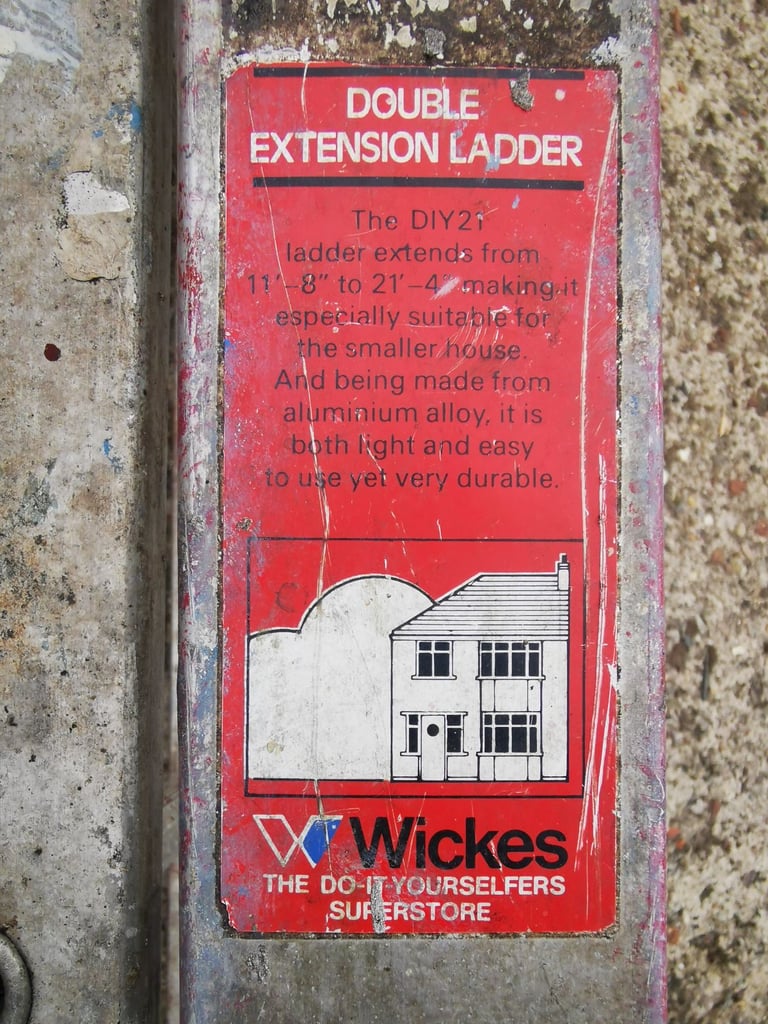 DOUBLE
EXTENSION LADDER
The DIY21
ladder extends from
11'–8" to 21'–4" making it
especially suitable for
the smaller house.
And being made from
aluminium alloy, it is
both light and easy
to use yet very durable.
Wickes
THE DO-IT-YOURSELFERS
SUPERSTORE